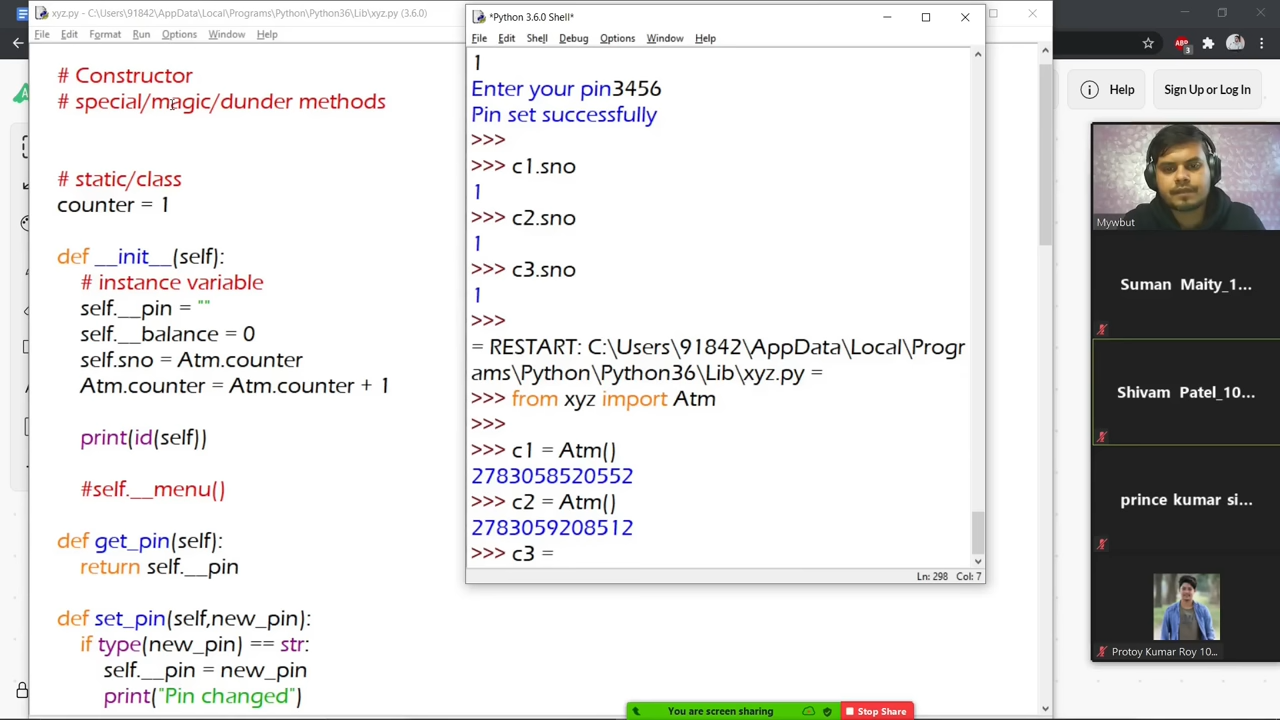 xyz.py - C:\Users\91842\AppData\Local\Programs\Python\Python36\Lib\xyz.py (3.6.0)
File Edit Format Run Options Window Help
# Constructor
# special/magic/dunder methods
# static/class
counter = 1
def __init__(self):
# instance variable
self.__pin = ""
self.__balance = 0
self.sno = Atm.counter
Atm.counter = Atm.counter + 1
print(id(self))
#self.__menu()
def get_pin(self):
return self.__pin
def set_pin(self,new_pin):
if type(new_pin) == str:
self.__pin = new_pin
print("Pin changed")
*Python 3.6.0 Shell*
File Edit Shell Debug Options Window Help
1
Enter your pin3456
Pin set successfully
>>>
>>> c1.sno
1
>>> c2.sno
1
>>> c3.sno
1
>>>
= RESTART: C:\Users\91842\AppData\Local\Progr
ams\Python\Python36\Lib\xyz.py =
>>> from xyz import Atm
>>>
>>> c1 = Atm()
2783058520552
>>> c2 = Atm()
2783059208512
>>> c3 =
Ln: 298 Col: 7
ABP
3
Help Sign Up or Log In
Mywbut
Suman Maity_1...
Shivam Patel_10...
prince kumar si...
Protoy Kumar Roy 10...
You are screen sharing Stop Share